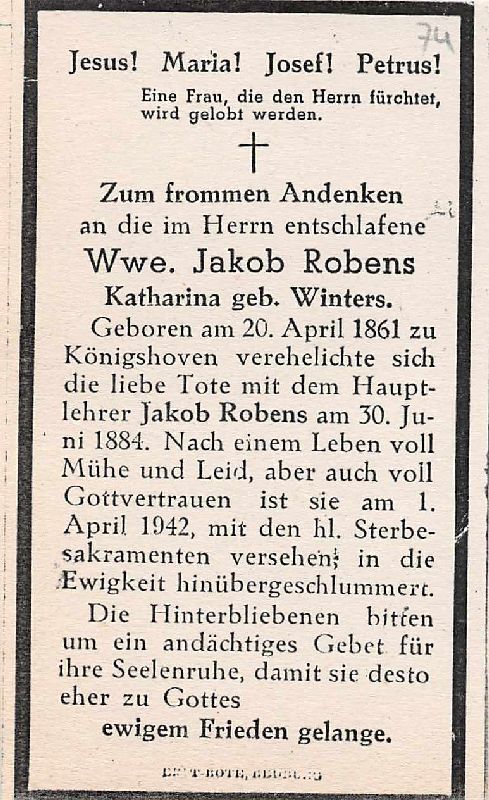 74
Jesus! Maria! Josef! Petrus!
Eine Frau, die den Herrn fürchtet,
wird gelobt werden.
Zum frommen Andenken
an die im Herrn entschlafene
Wwe. Jakob Robens
Katharina geb. Winters.
Geboren am 20. April 1861 zu
Königshoven verehelichte sich
die liebe Tote mit dem Haupt-
lehrer Jakob Robens am 30. Ju-
ni 1884. Nach einem Leben voll
Mühe und Leid, aber auch voll
Gottvertrauen ist sie am 1.
April 1942, mit den hl. Sterbe-
sakramenten versehen, in die
Ewigkeit hinübergeschlummert.
Die Hinterbliebenen bitten
um ein andächtiges Gebet für
ihre Seelenruhe, damit sie desto
eher zu Gottes
ewigem Frieden gelange.
BOTE, BEDBURG